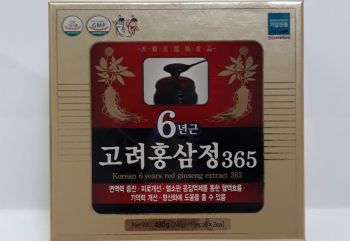 GMP
6년근
고려홍삼정365
Korean 6 years red ginseng extract 365
면역력 증진 · 피로개선 · 혈소판 응집억제를 통한 혈액흐름 ·
기억력 개선 · 항산화에 도움을 줄 수 있음
Net Wt. 480g